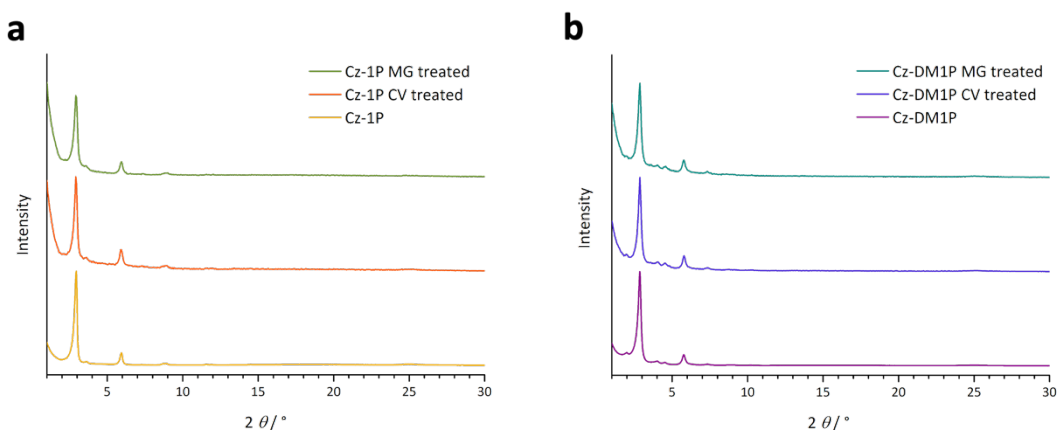 a
Cz-1P MG treated
Cz-1P CV treated
Cz-1P
Intensity
5 10 15 20 25 30
2 θ / °
b
Cz-DM1P MG treated
Cz-DM1P CV treated
Cz-DM1P
Intensity
5 10 15 20 25 30
2 θ / °